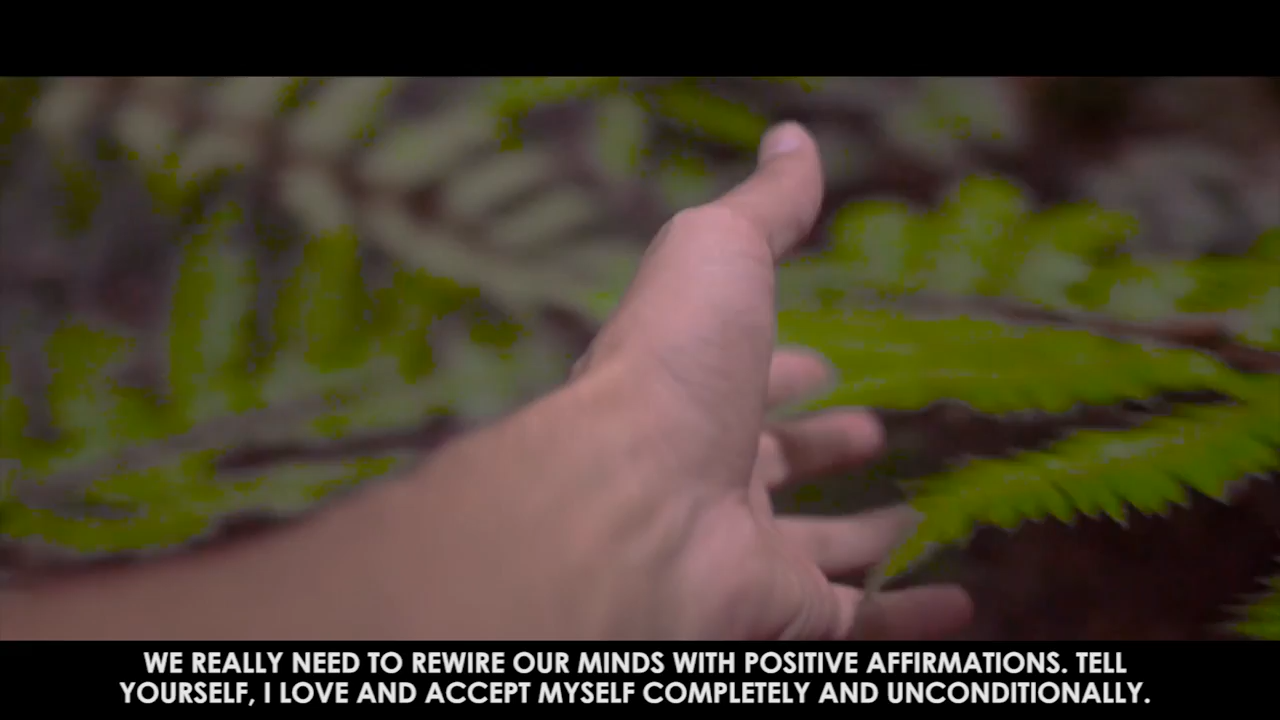 WE REALLY NEED TO REWIRE OUR MINDS WITH POSITIVE AFFIRMATIONS. TELL
YOURSELF, I LOVE AND ACCEPT MYSELF COMPLETELY AND UNCONDITIONALLY.